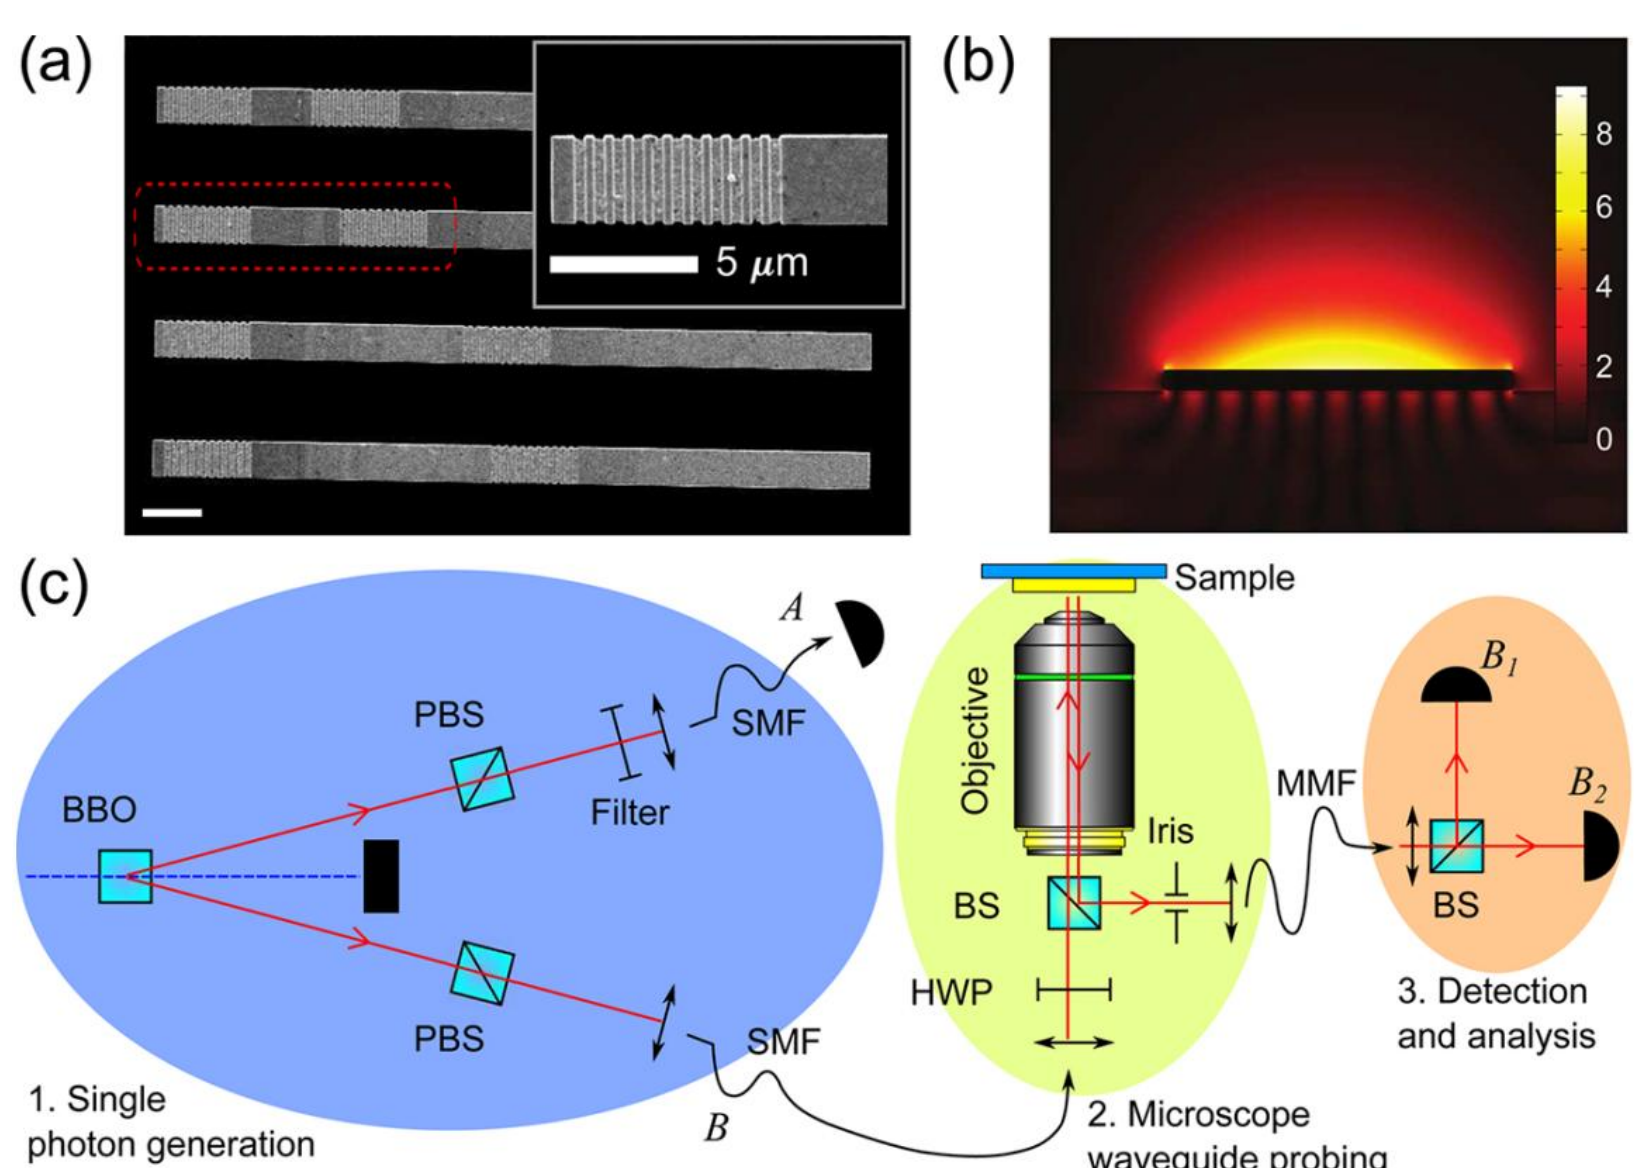 (a)
5 μm
(b)
8
6
4
2
0
(c)
A
Sample
PBS
SMF
Objective
B1
BBO
Filter
MMF
B2
Iris
BS
BS
HWP
3. Detection
and analysis
PBS
SMF
1. Single
photon generation
B
2. Microscope
waveguide probing